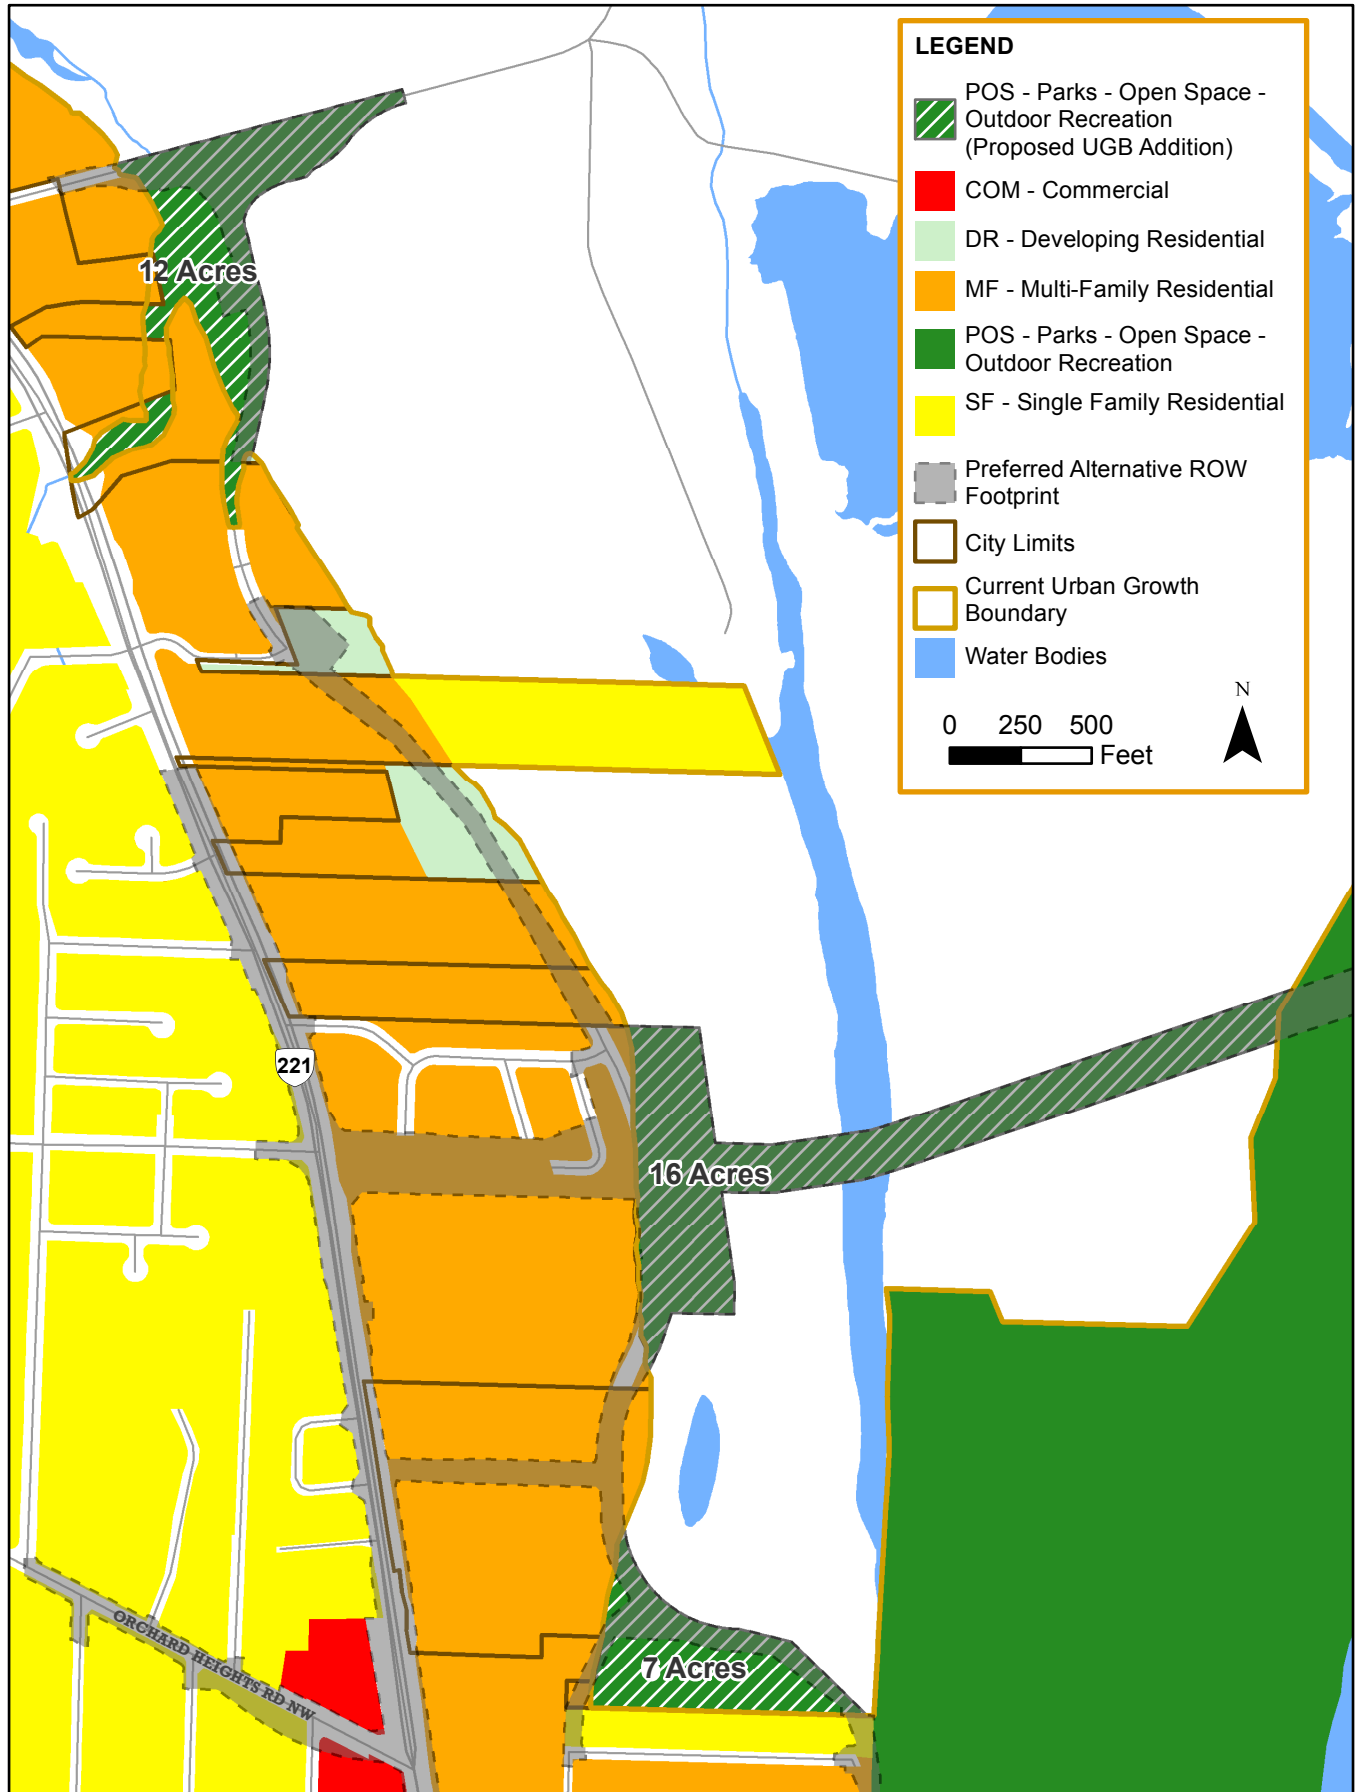 LEGEND
POS - Parks - Open Space -
Outdoor Recreation
(Proposed UGB Addition)
COM - Commercial
DR - Developing Residential
MF - Multi-Family Residential
POS - Parks - Open Space -
Outdoor Recreation
SF - Single Family Residential
Preferred Alternative ROW
Footprint
City Limits
Current Urban Growth
Boundary
Water Bodies
N
0 250 500
Feet
12 Acres
221
16 Acres
7 Acres
ORCHARD HEIGHTS RD NW